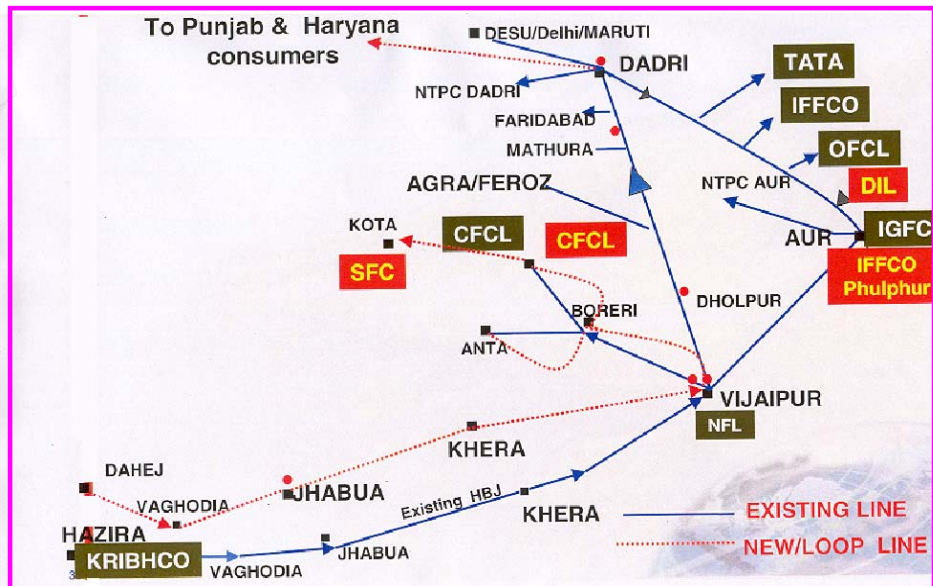 To Punjab & Haryana
consumers
DESU/Delhi/MARUTI
DADRI
TATA
NTPC DADRI
IFFCO
FARIDABAD
MATHURA
OFCL
AGRA/FEROZ
NTPC AUR
DIL
KOTA
CFCL
CFCL
AUR
IGFC
SFC
IFFCO
Phulphur
DHOLPUR
BORERI
ANTA
VIJAIPUR
NFL
KHERA
DAHEJ
JHABUA
VAGHODIA
Existing HBJ
KHERA
EXISTING LINE
HAZIRA
KRIBHCO
JHABUA
NEW/LOOP LINE
VAGHODIA